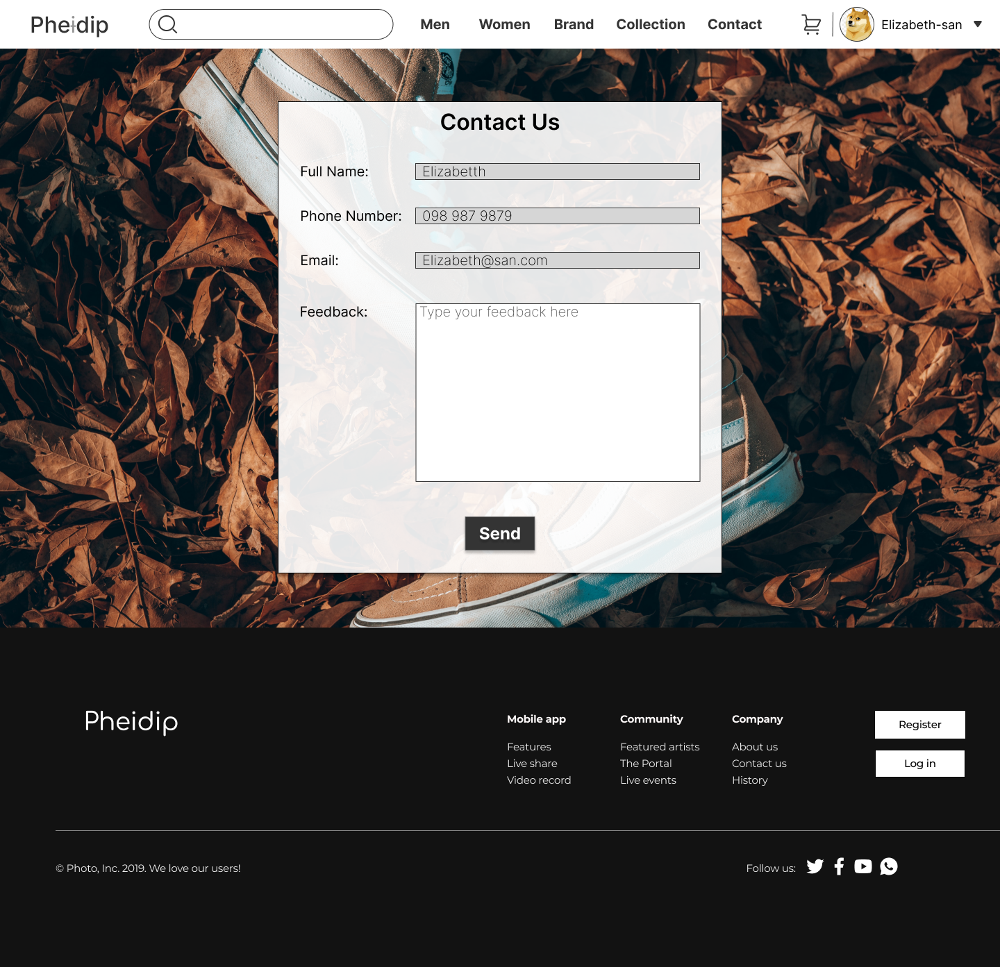 Pheidip
Men Women Brand Collection Contact
Elizabeth-san
Contact Us
Full Name: Elizabetth
Phone Number: 098 987 9879
Email: Elizabeth@san.com
Feedback: Type your feedback here
Send
Pheidip
Mobile app
Features
Live share
Video record
Community
Featured artists
The Portal
Live events
Company
About us
Contact us
History
Register
Log in
© Photo, Inc. 2019. We love our users!
Follow us: